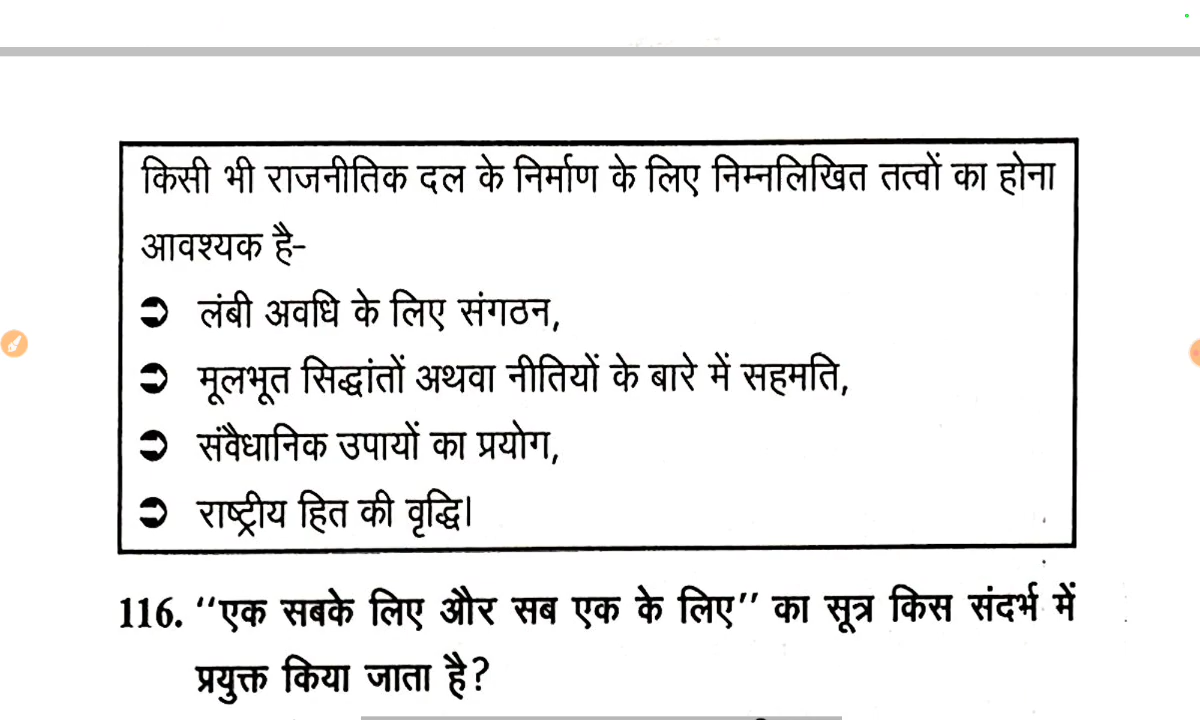 किसी भी राजनीतिक दल के निर्माण के लिए निम्नलिखित तत्वों का होना
आवश्यक है-
➲ लंबी अवधि के लिए संगठन,
➲ मूलभूत सिद्धांतों अथवा नीतियों के बारे में सहमति,
➲ संवैधानिक उपायों का प्रयोग,
➲ राष्ट्रीय हित की वृद्धि।
116. ‘‘एक सबके लिए और सब एक के लिए’’ का सूत्र किस संदर्भ में
प्रयुक्त किया जाता है?